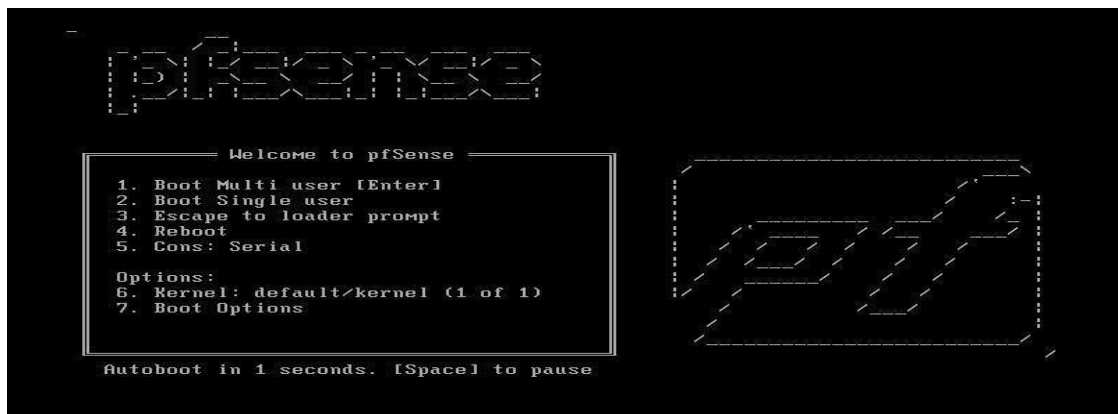 pfsense
Welcome to pfSense
1. Boot Multi user [Enter]
2. Boot Single user
3. Escape to loader prompt
4. Reboot
5. Cons: Serial
Options:
6. Kernel: default/kernel (1 of 1)
7. Boot Options
Autoboot in 1 seconds. [Space] to pause
pf